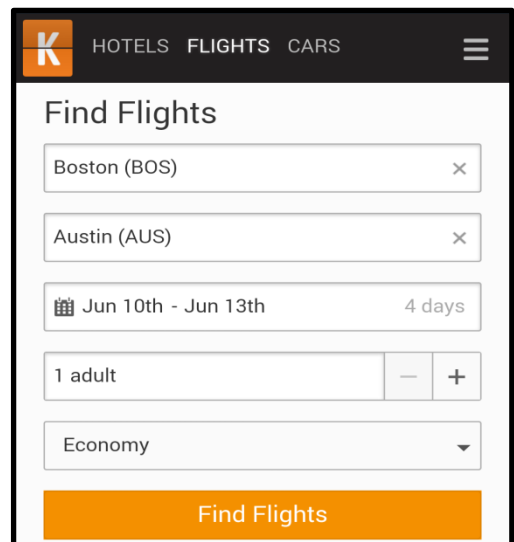 K HOTELS FLIGHTS CARS
Find Flights
Boston (BOS)
Austin (AUS)
Jun 10th - Jun 13th 4 days
1 adult
Economy
Find Flights